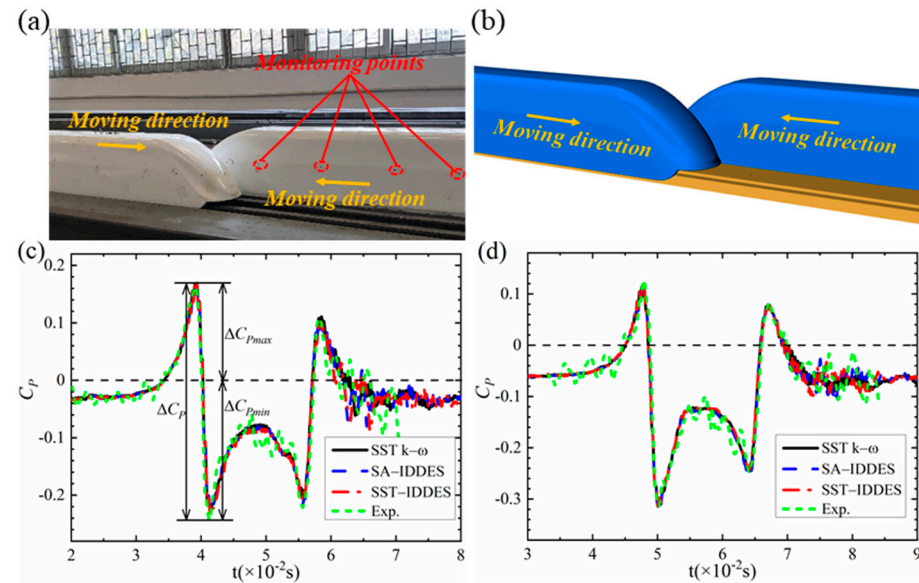 (a)
Monitoring points
Moving direction
Moving direction
(b)
Moving direction
Moving direction
(c)
0.2
0.1
0
-0.1
-0.2
C_P
ΔC_Pmax
ΔC_P
ΔC_Pmin
SST k−ω
SA−IDDES
SST−IDDES
Exp.
2 3 4 5 6 7 8
t(×10⁻²s)
(d)
0.1
0.0
-0.1
-0.2
-0.3
C_P
SST k−ω
SA−IDDES
SST−IDDES
Exp.
3 4 5 6 7 8 9
t(×10⁻²s)